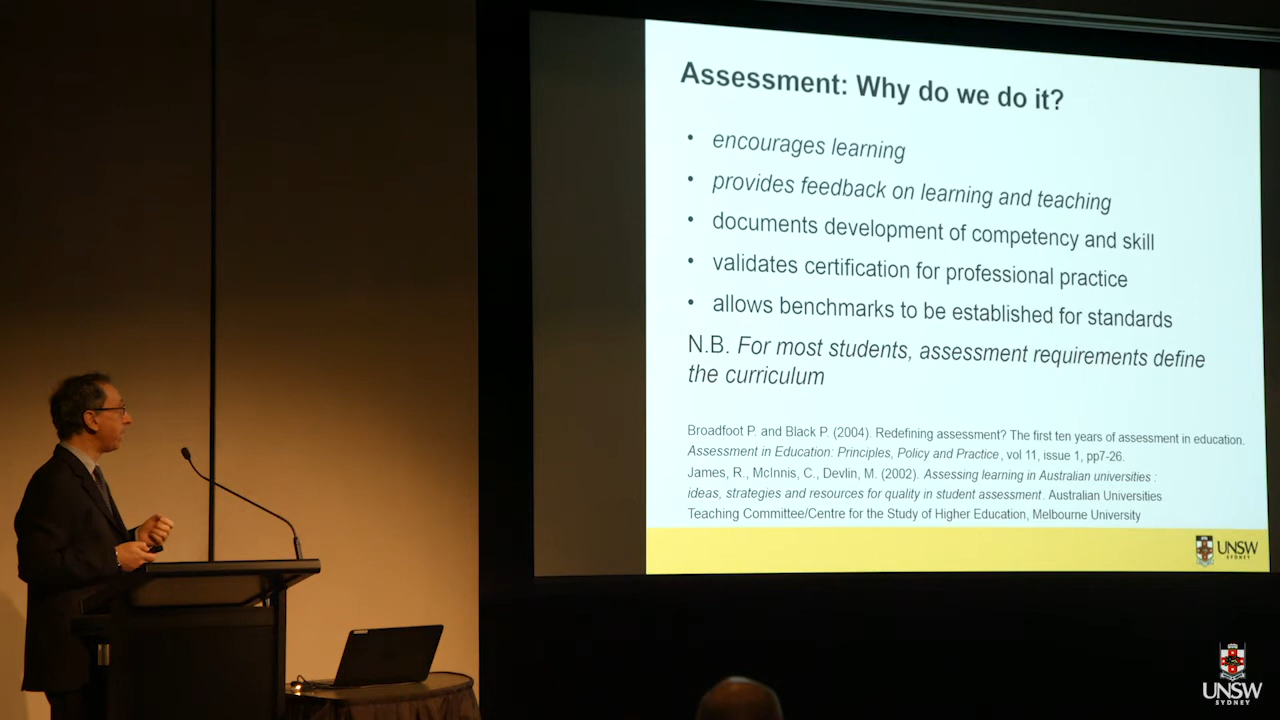 Assessment: Why do we do it?
• encourages learning
• provides feedback on learning and teaching
• documents development of competency and skill
• validates certification for professional practice
• allows benchmarks to be established for standards
N.B. For most students, assessment requirements define
the curriculum
Broadfoot P. and Black P. (2004). Redefining assessment? The first ten years of assessment in education.
Assessment in Education: Principles, Policy and Practice, vol 11, issue 1, pp7-26.
James, R., McInnis, C., Devlin, M. (2002). Assessing learning in Australian universities :
ideas, strategies and resources for quality in student assessment. Australian Universities
Teaching Committee/Centre for the Study of Higher Education, Melbourne University
UNSW
SYDNEY
UNSW
SYDNEY